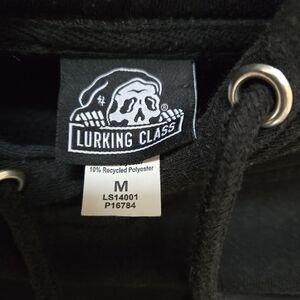 LURKING CLASS
®
10% Recycled Polyester
M
LS14001
P16784